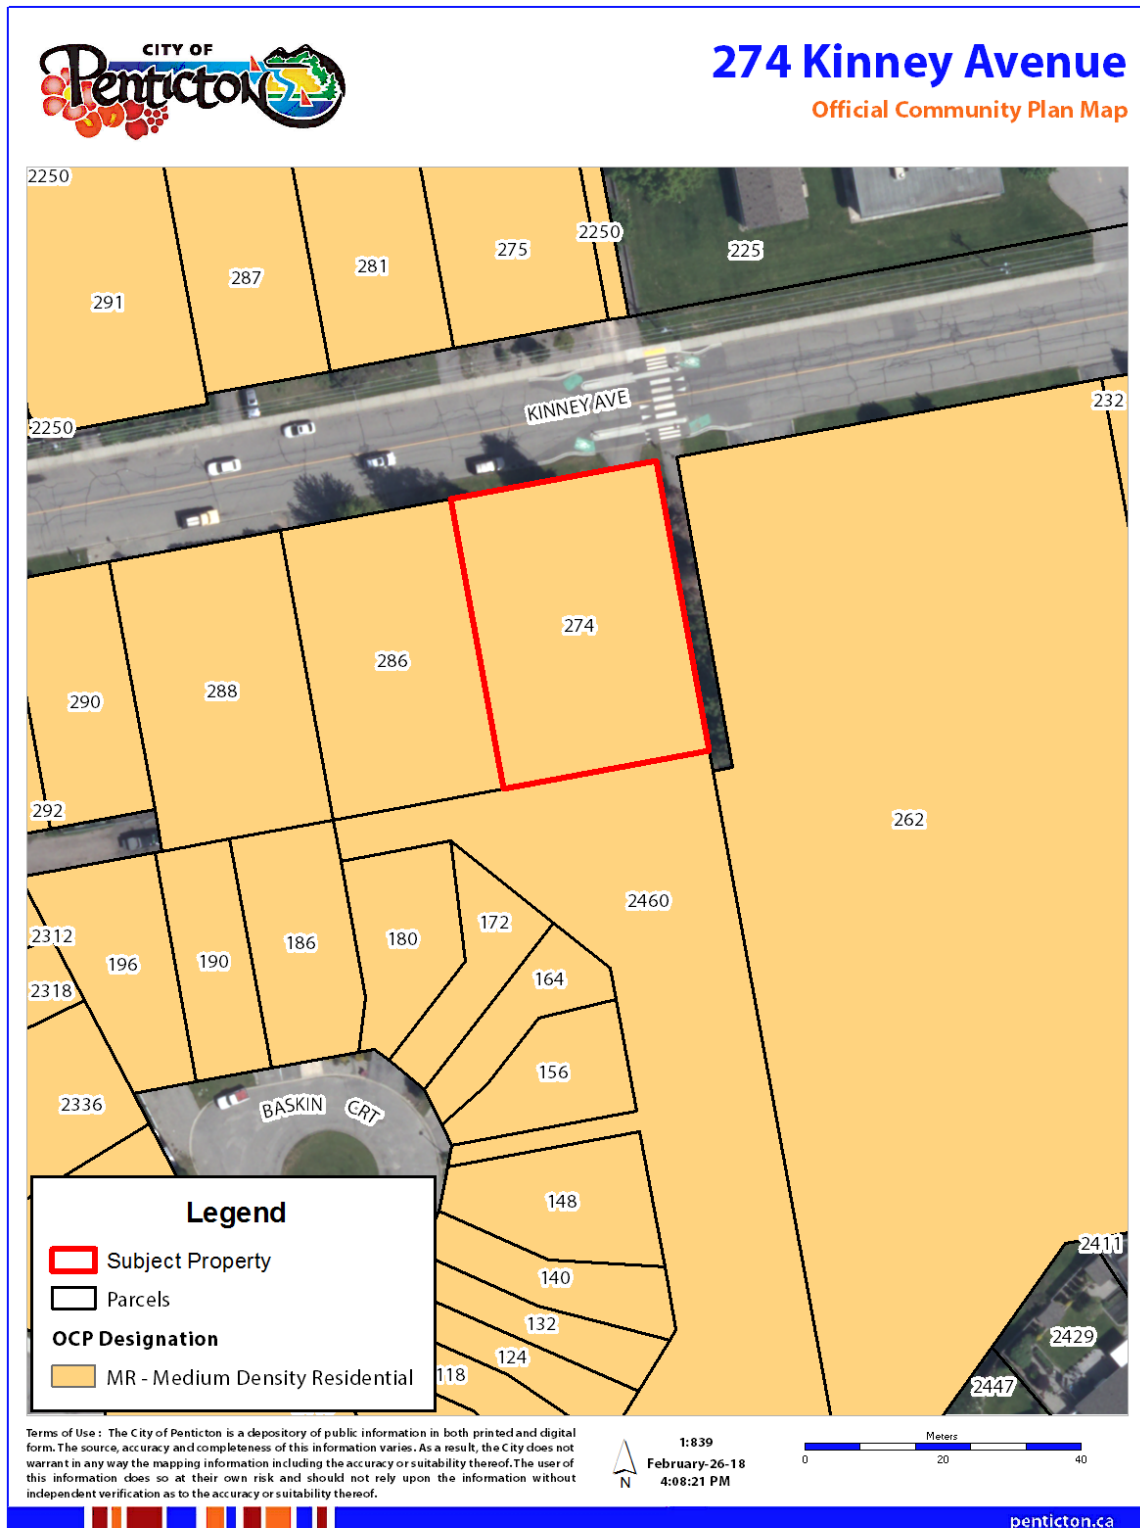 CITY OF
Penticton
274 Kinney Avenue
Official Community Plan Map
2250
291
287
281
275
2250
225
2250
KINNEY AVE
232
290
288
286
274
292
262
2312
2318
196
190
186
180
172
164
2460
156
2336
BASKIN CRT
148
140
132
124
118
2411
2429
2447
Legend
Subject Property
Parcels
OCP Designation
MR - Medium Density Residential
Terms of Use : The City of Penticton is a depository of public information in both printed and digital
form. The source, accuracy and completeness of this information varies. As a result, the City does not
warrant in any way the mapping information including the accuracy or suitability thereof. The user of
this information does so at their own risk and should not rely upon the information without
independent verification as to the accuracy or suitability thereof.
N
1:839
February-26-18
4:08:21 PM
Meters
0 20 40
penticton.ca